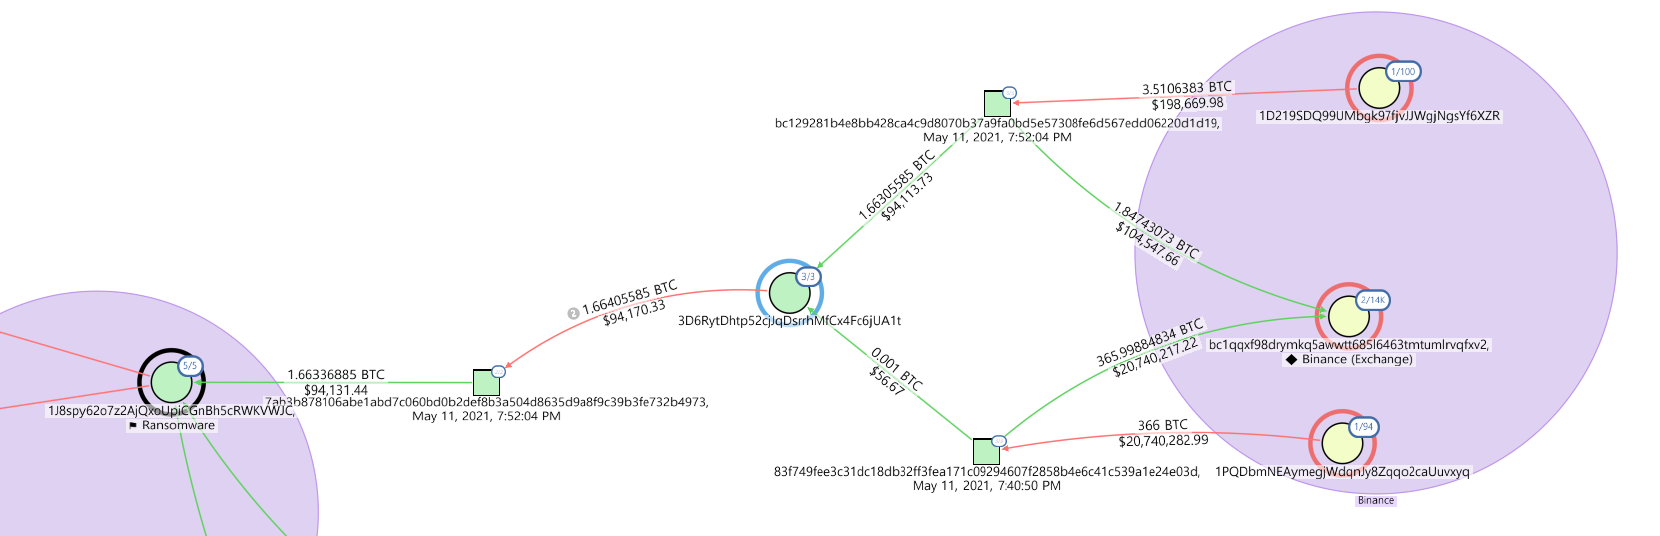 1/100
3.5106383 BTC
$198,669.98
1D219SDQ99UMbgk97fjvJJWgjNgsYf6XZR
bc129281b4e8bb428ca4c9d8070b37a9fa0bd5e57308fe6d567edd06220d1d19,
May 11, 2021, 7:52:04 PM
1.66305585 BTC
$94,113.73
1.84743073 BTC
$104,547.66
3/3
2 1.66405585 BTC
$94,170.33
3D6RytDhtp52cjJqDsrrhMfCx4Fc6jUA1t
2/14K
bc1qqxf98drymkq5awwtt685l6463tmtumlrvqfxv2,
Binance (Exchange)
365.99884834 BTC
$20,740,217.22
0.001 BTC
$56.67
5/5
1.66336885 BTC
$94,131.44
7ab3b878106abe1abd7c060bd0b2def8b3a504d8635d9a8f9c39b3fe732b4973,
May 11, 2021, 7:52:04 PM
1J8spy62o7z2AjQxoUpiCGnBh5cRWKVWJC,
Ransomware
1/94
366 BTC
$20,740,282.99
83f749fee3c31dc18db32ff3fea171c09294607f2858b4e6c41c539a1e24e03d,
May 11, 2021, 7:40:50 PM
1PQDbmNEAymegjWdqnJy8Zqqo2caUuvxyq
Binance